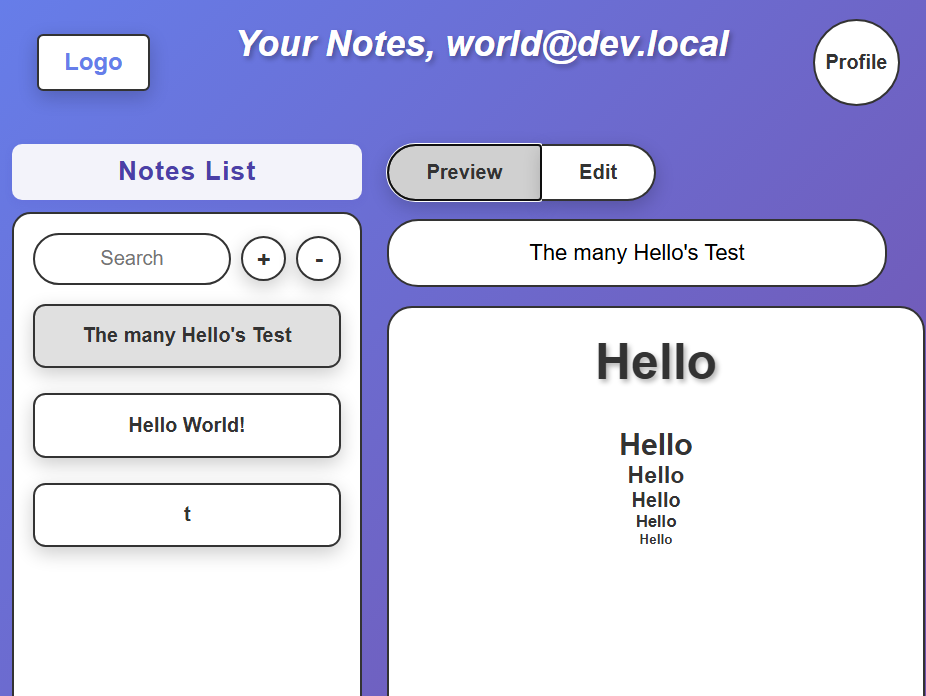 Logo
Your Notes, world@dev.local
Profile
Notes List
Search
+
-
The many Hello's Test
Hello World!
t
Preview
Edit
The many Hello's Test
Hello
Hello
Hello
Hello
Hello
Hello